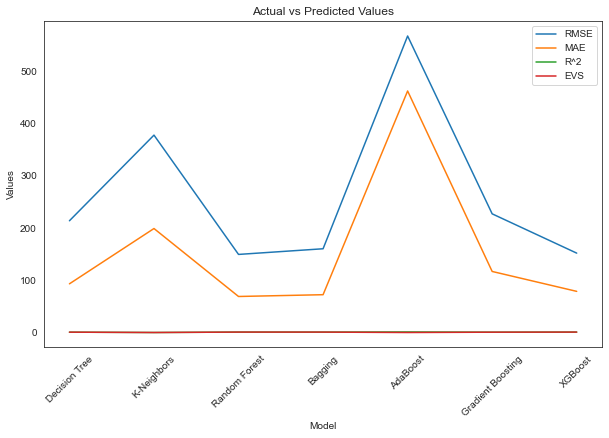 Actual vs Predicted Values
RMSE
MAE
R^2
EVS
Values
500
400
300
200
100
0
Decision Tree
K-Neighbors
Random Forest
Bagging
AdaBoost
Gradient Boosting
XGBoost
Model